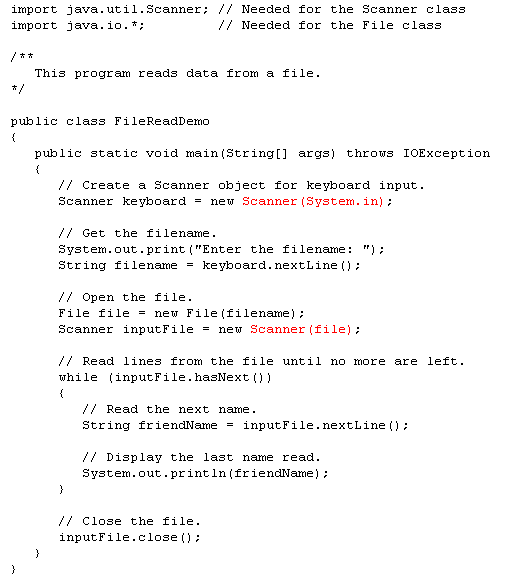 import java.util.Scanner; // Needed for the Scanner class
import java.io.*;         // Needed for the File class

/**
   This program reads data from a file.
*/

public class FileReadDemo
{
   public static void main(String[] args) throws IOException
   {
      // Create a Scanner object for keyboard input.
      Scanner keyboard = new Scanner(System.in);

      // Get the filename.
      System.out.print("Enter the filename: ");
      String filename = keyboard.nextLine();

      // Open the file.
      File file = new File(filename);
      Scanner inputFile = new Scanner(file);

      // Read lines from the file until no more are left.
      while (inputFile.hasNext())
      {
         // Read the next name.
         String friendName = inputFile.nextLine();

         // Display the last name read.
         System.out.println(friendName);
      }

      // Close the file.
      inputFile.close();
   }
}